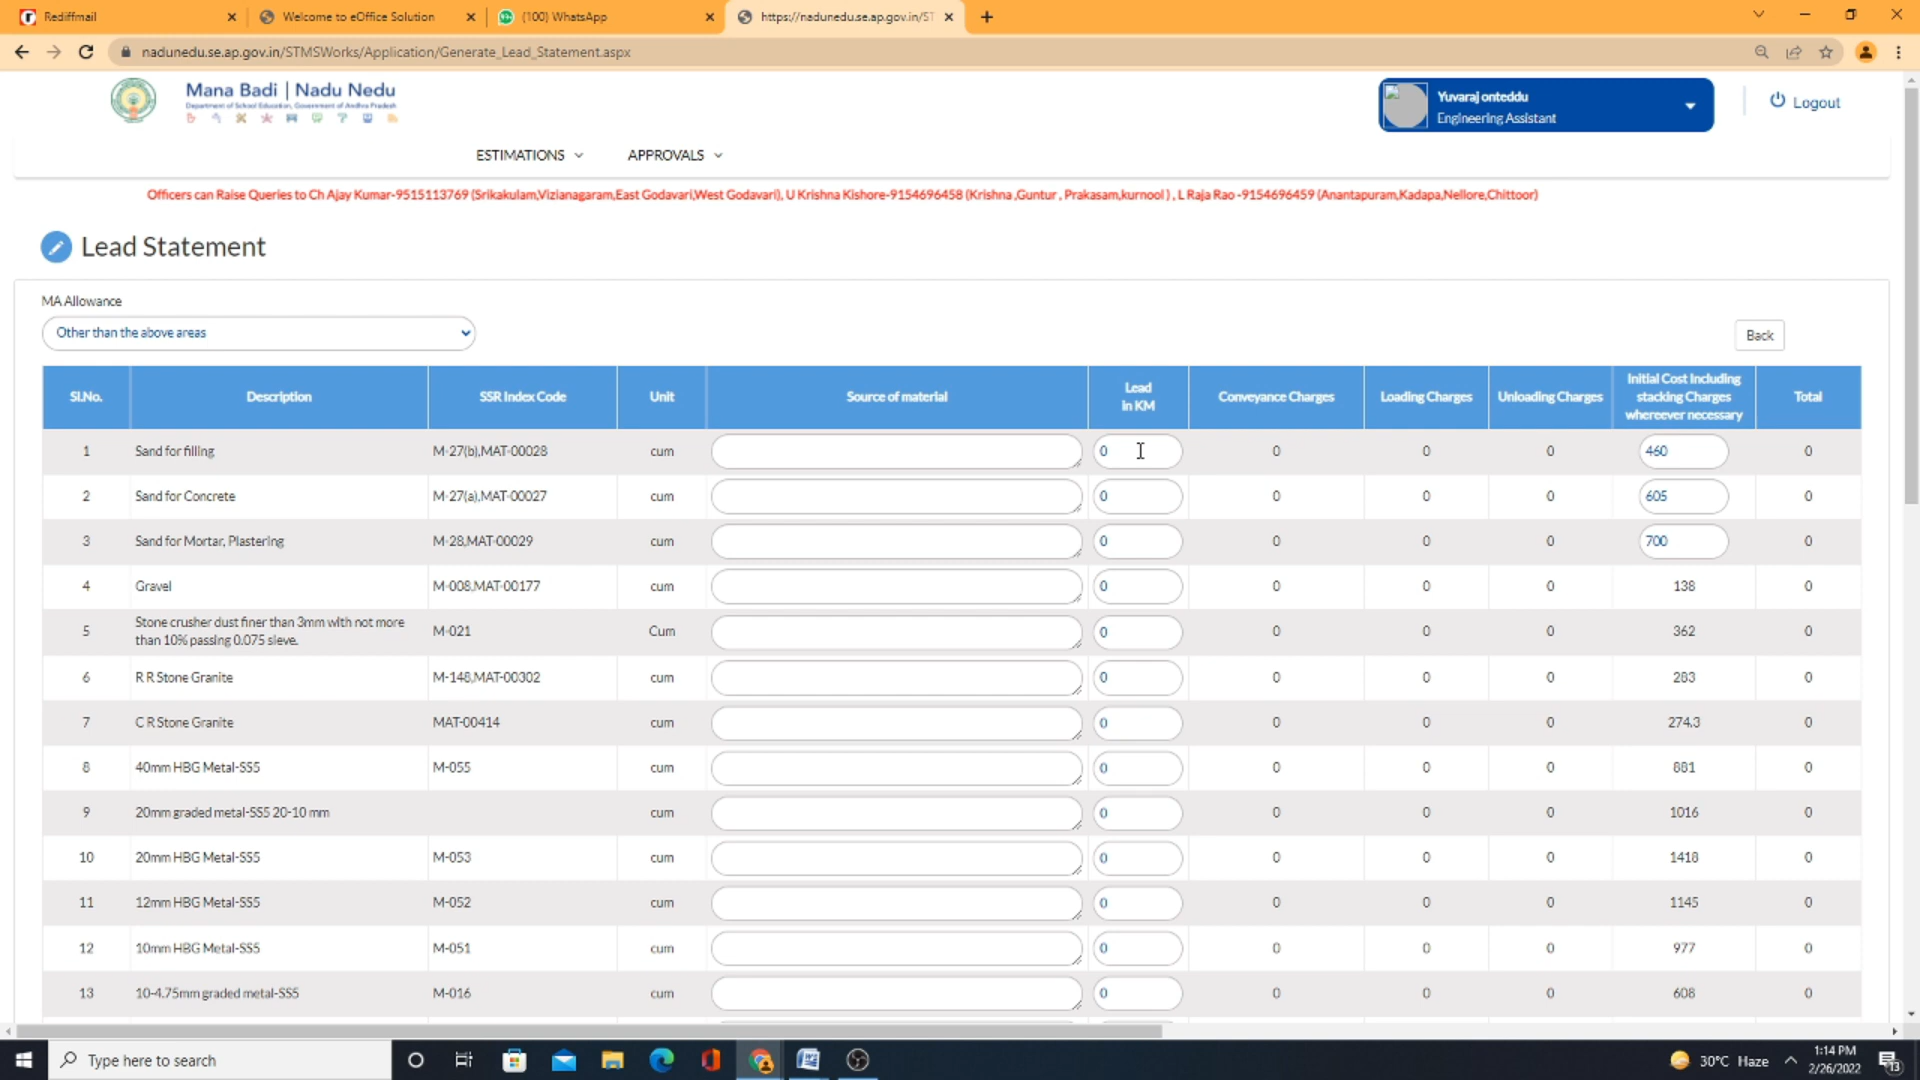 Rediffmail
Welcome to eOffice Solution
(100) WhatsApp
https://nadunedu.se.ap.gov.in/ST
nadunedu.se.ap.gov.in/STMSWorks/Application/Generate_Lead_Statement.aspx
Mana Badi | Nadu Nedu
Department of School Education, Government of Andhra Pradesh
Yuvaraj onteddu
Engineering Assistant
Logout
ESTIMATIONS
APPROVALS
Officers can Raise Queries to Ch Ajay Kumar-9515113769 (Srikakulam,Vizianagaram,East Godavari,West Godavari), U Krishna Kishore-9154696458 (Krishna ,Guntur , Prakasam,kurnool ) , L Raja Rao -9154696459 (Anantapuram,Kadapa,Nellore,Chittoor)
Lead Statement
MA Allowance
Other than the above areas
Back
Sl.No. Description SSR Index Code Unit Source of material Lead in KM Conveyance Charges Loading Charges Unloading Charges Initial Cost Including stacking Charges whereever necessary Total
1 Sand for filling M-27(b),MAT-00028 cum 0 0 0 0 460 0
2 Sand for Concrete M-27(a),MAT-00027 cum 0 0 0 0 605 0
3 Sand for Mortar, Plastering M-28,MAT-00029 cum 0 0 0 0 700 0
4 Gravel M-008,MAT-00177 cum 0 0 0 0 138 0
5 Stone crusher dust finer than 3mm with not more than 10% passing 0.075 sieve. M-021 Cum 0 0 0 0 362 0
6 R R Stone Granite M-148,MAT-00302 cum 0 0 0 0 283 0
7 C R Stone Granite MAT-00414 cum 0 0 0 0 274.3 0
8 40mm HBG Metal-SS5 M-055 cum 0 0 0 0 881 0
9 20mm graded metal-SS5 20-10 mm cum 0 0 0 0 1016 0
10 20mm HBG Metal-SS5 M-053 cum 0 0 0 0 1418 0
11 12mm HBG Metal-SS5 M-052 cum 0 0 0 0 1145 0
12 10mm HBG Metal-SS5 M-051 cum 0 0 0 0 977 0
13 10-4.75mm graded metal-SS5 M-016 cum 0 0 0 0 608 0
Type here to search
30°C Haze
1:14 PM
2/26/2022
13